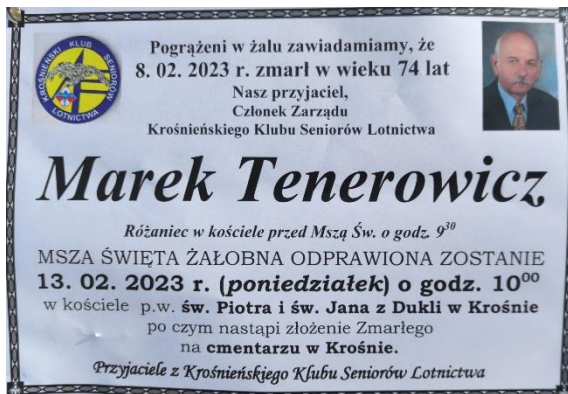 KROŚNIEŃSKI KLUB SENIORÓW
LOTNICTWA
Pogrążeni w żalu zawiadamiamy, że
8. 02. 2023 r. zmarł w wieku 74 lat
Nasz przyjaciel,
Członek Zarządu
Krośnieńskiego Klubu Seniorów Lotnictwa
Marek Tenerowicz
Różaniec w kościele przed Mszą Św. o godz. 9³⁰
MSZA ŚWIĘTA ŻAŁOBNA ODPRAWIONA ZOSTANIE
13. 02. 2023 r. (poniedziałek) o godz. 10⁰⁰
w kościele p.w. św. Piotra i św. Jana z Dukli w Krośnie
po czym nastąpi złożenie Zmarłego
na cmentarzu w Krośnie.
Przyjaciele z Krośnieńskiego Klubu Seniorów Lotnictwa